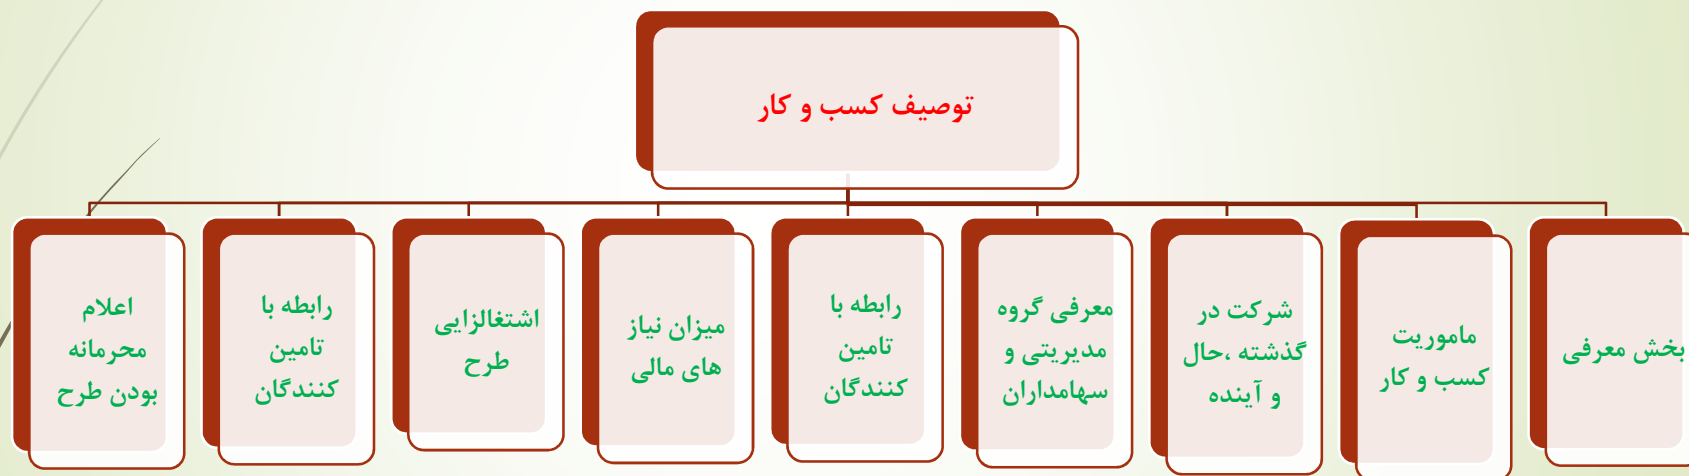 توصیف کسب و کار
بخش معرفی
ماموریت
کسب و کار
شرکت در
گذشته ،حال
و آینده
معرفی گروه
مدیریتی و
سهامداران
رابطه با
تامین
کنندگان
میزان نیاز
های مالی
اشتغالزایی
طرح
رابطه با
تامین
کنندگان
اعلام
محرمانه
بودن طرح